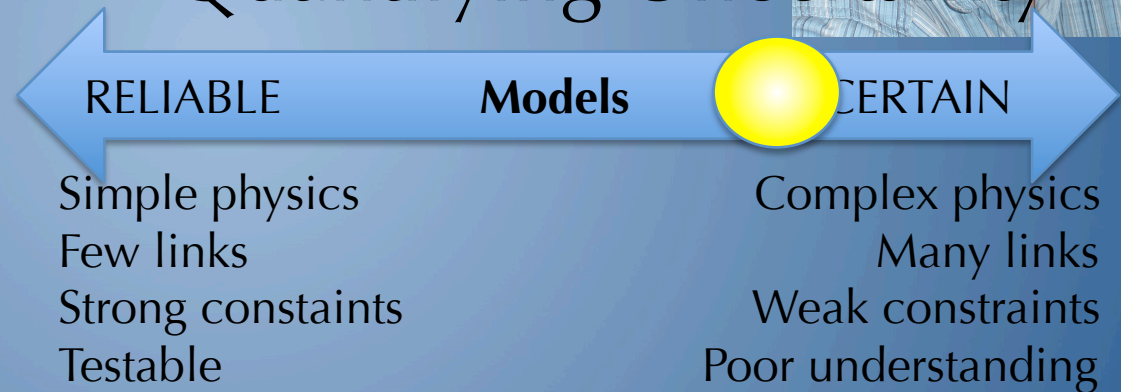 RELIABLE Models CERTAIN
Simple physics Complex physics
Few links Many links
Strong constaints Weak constraints
Testable Poor understanding